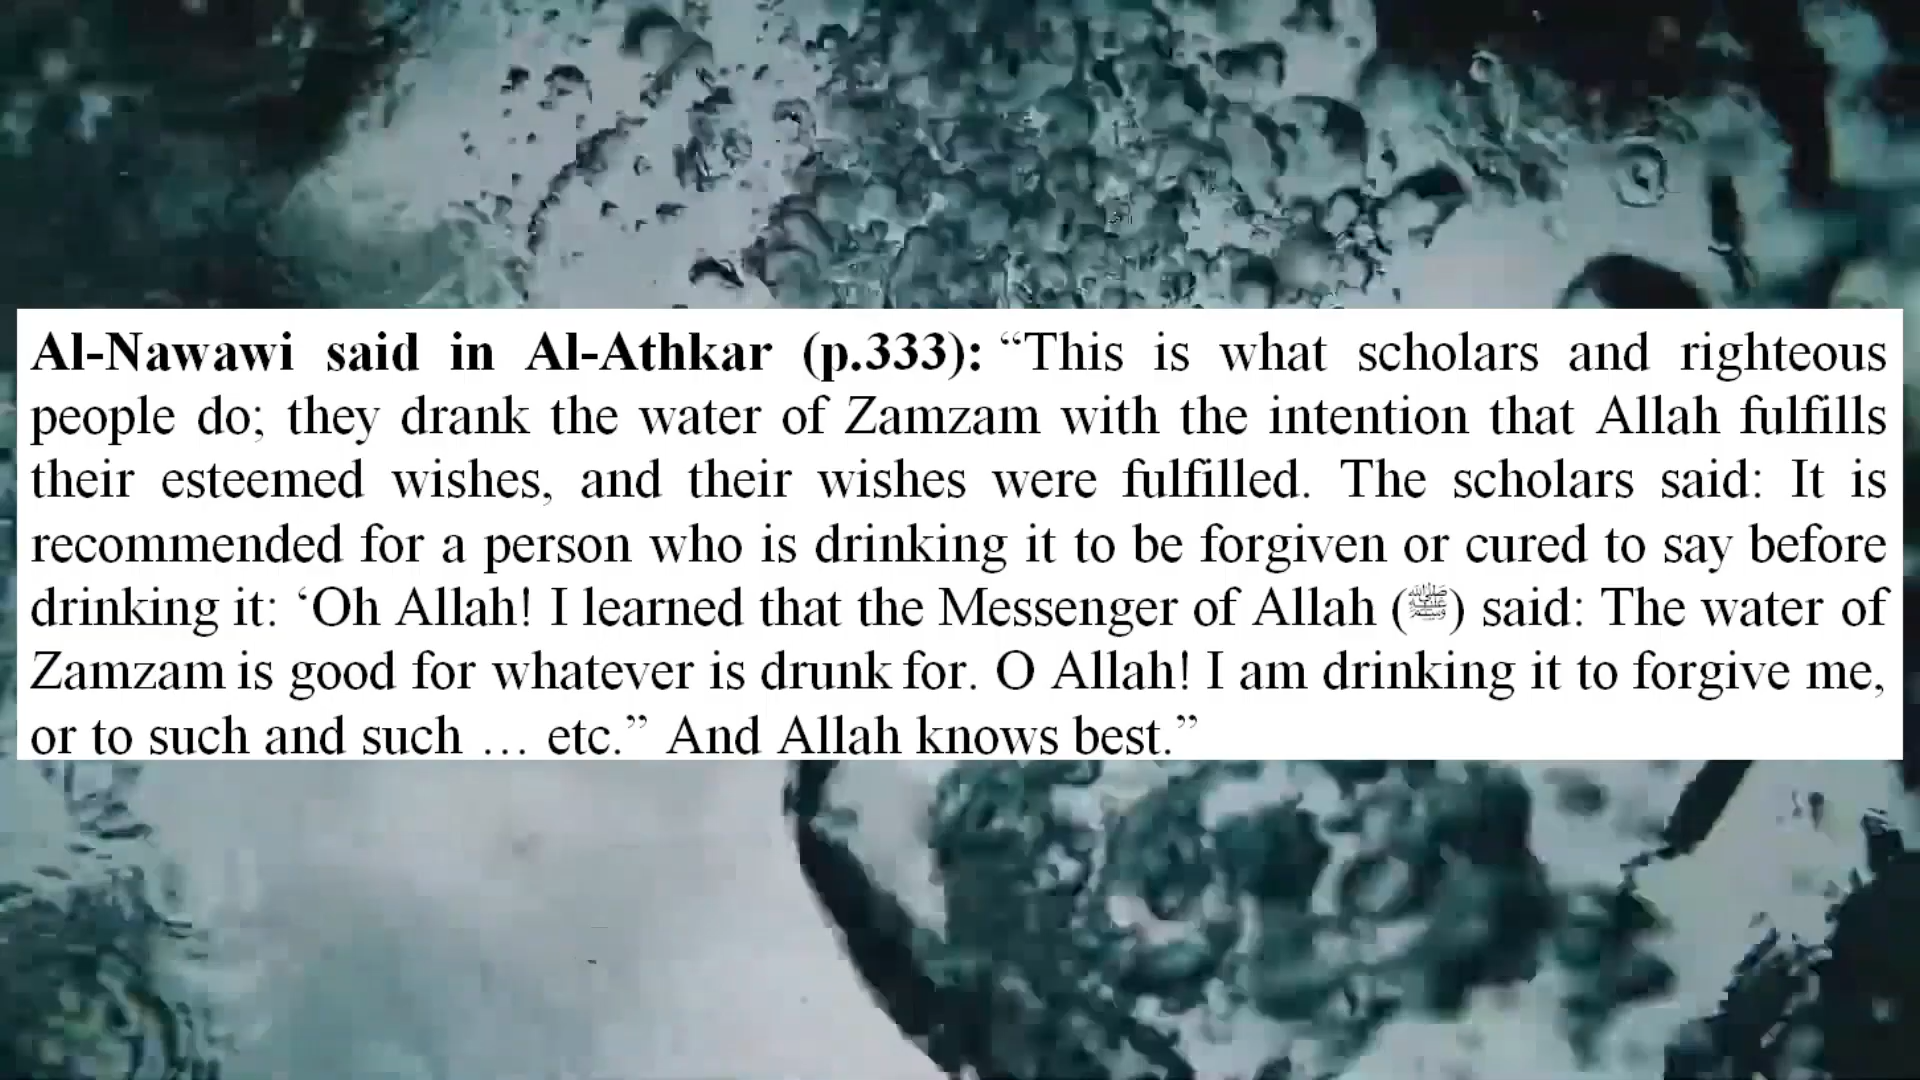 Al-Nawawi said in Al-Athkar (p.333): “This is what scholars and righteous
people do; they drank the water of Zamzam with the intention that Allah fulfills
their esteemed wishes, and their wishes were fulfilled. The scholars said: It is
recommended for a person who is drinking it to be forgiven or cured to say before
drinking it: ‘Oh Allah! I learned that the Messenger of Allah (ﷺ) said: The water of
Zamzam is good for whatever is drunk for. O Allah! I am drinking it to forgive me,
or to such and such … etc.” And Allah knows best.”